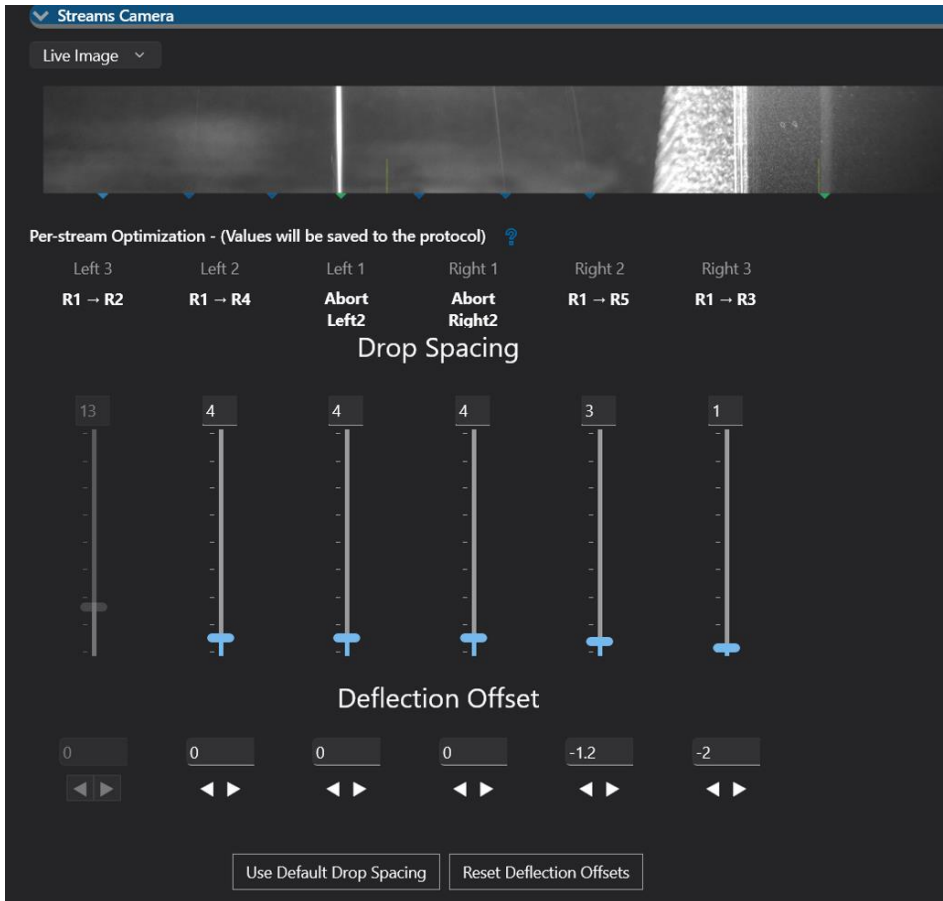 Streams Camera
Live Image
Per-stream Optimization - (Values will be saved to the protocol) ?
Left 3 Left 2 Left 1 Right 1 Right 2 Right 3
R1 → R2 R1 → R4 Abort Abort R1 → R5 R1 → R3
Left2 Right2
Drop Spacing
13 4 4 4 3 1
Deflection Offset
0 0 0 0 -1.2 -2
Use Default Drop Spacing Reset Deflection Offsets